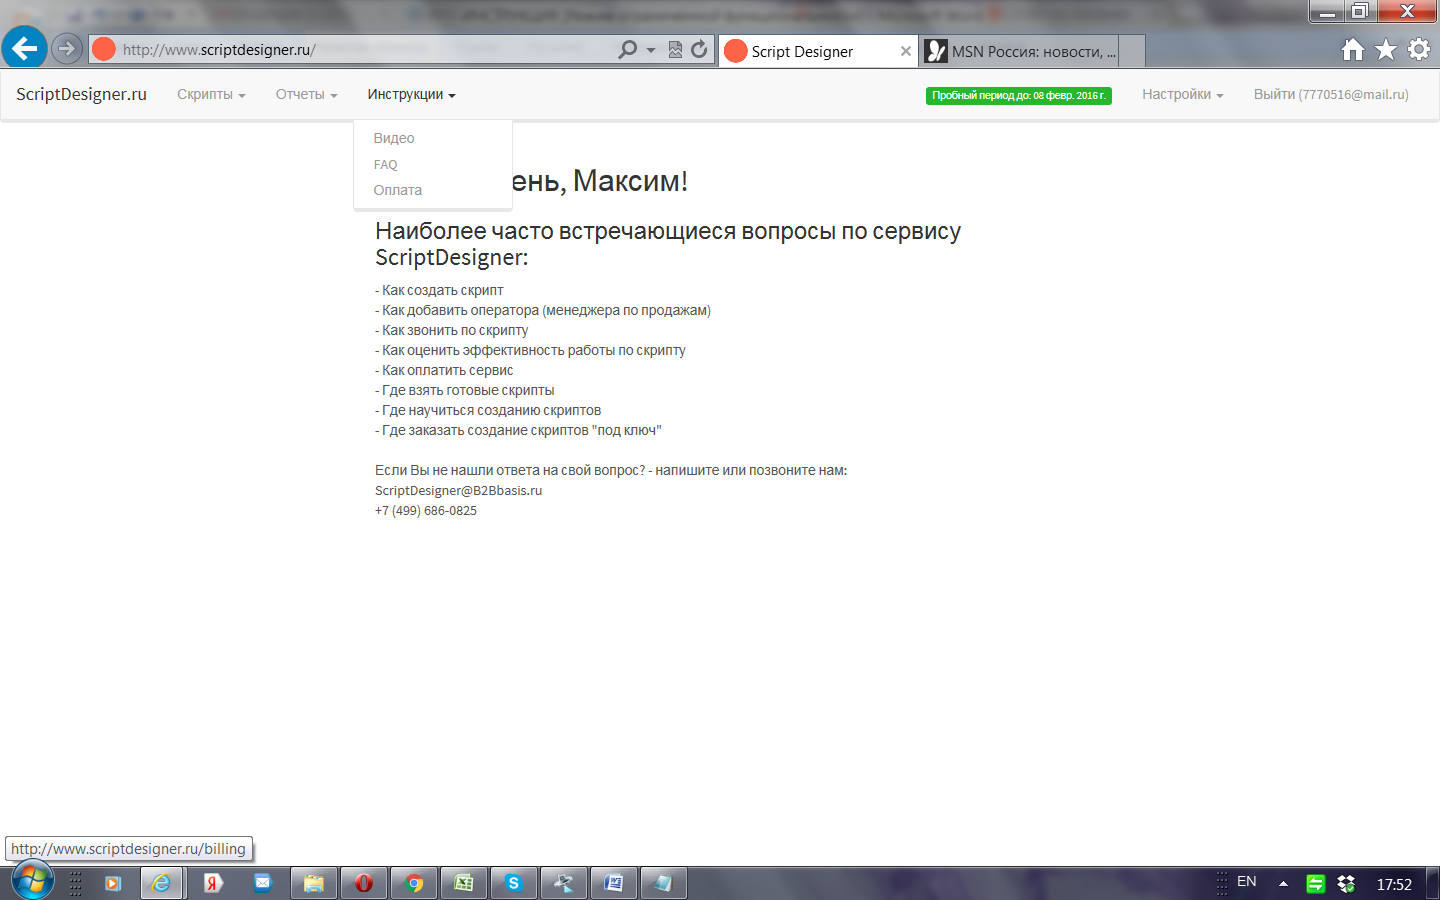 http://www.scriptdesigner.ru/
Script Designer
MSN Россия: новости, ...
ScriptDesigner.ru
Скрипты
Отчеты
Инструкции
Пробный период до: 08 февр. 2016 г.
Настройки
Выйти (7770516@mail.ru)
Видео
FAQ
Оплата
ень, Максим!
Наиболее часто встречающиеся вопросы по сервису
ScriptDesigner:
- Как создать скрипт
- Как добавить оператора (менеджера по продажам)
- Как звонить по скрипту
- Как оценить эффективность работы по скрипту
- Как оплатить сервис
- Где взять готовые скрипты
- Где научиться созданию скриптов
- Где заказать создание скриптов "под ключ"
Если Вы не нашли ответа на свой вопрос? - напишите или позвоните нам:
ScriptDesigner@B2Bbasis.ru
+7 (499) 686-0825
http://www.scriptdesigner.ru/billing
EN
17:52